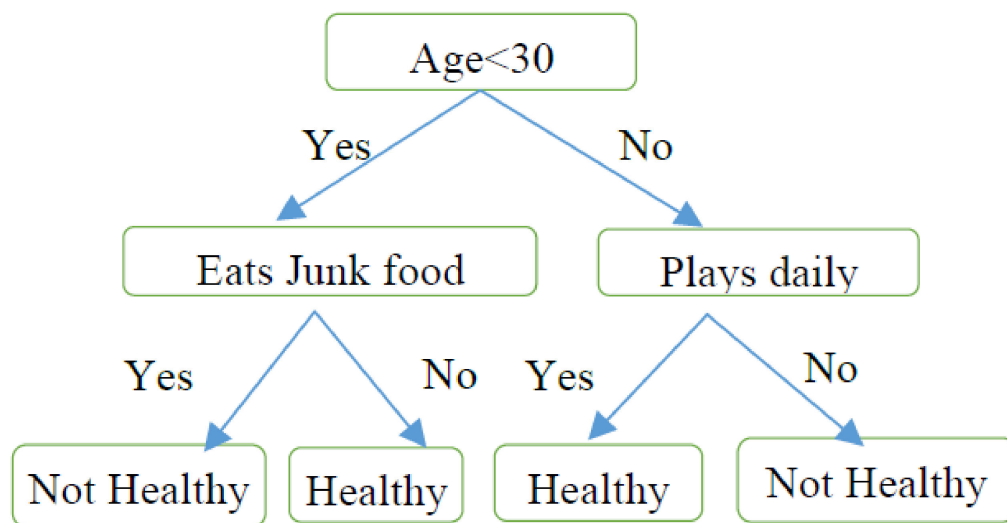 Age<30
Yes
No
Eats Junk food
Plays daily
Yes
No
Yes
No
Not Healthy
Healthy
Healthy
Not Healthy